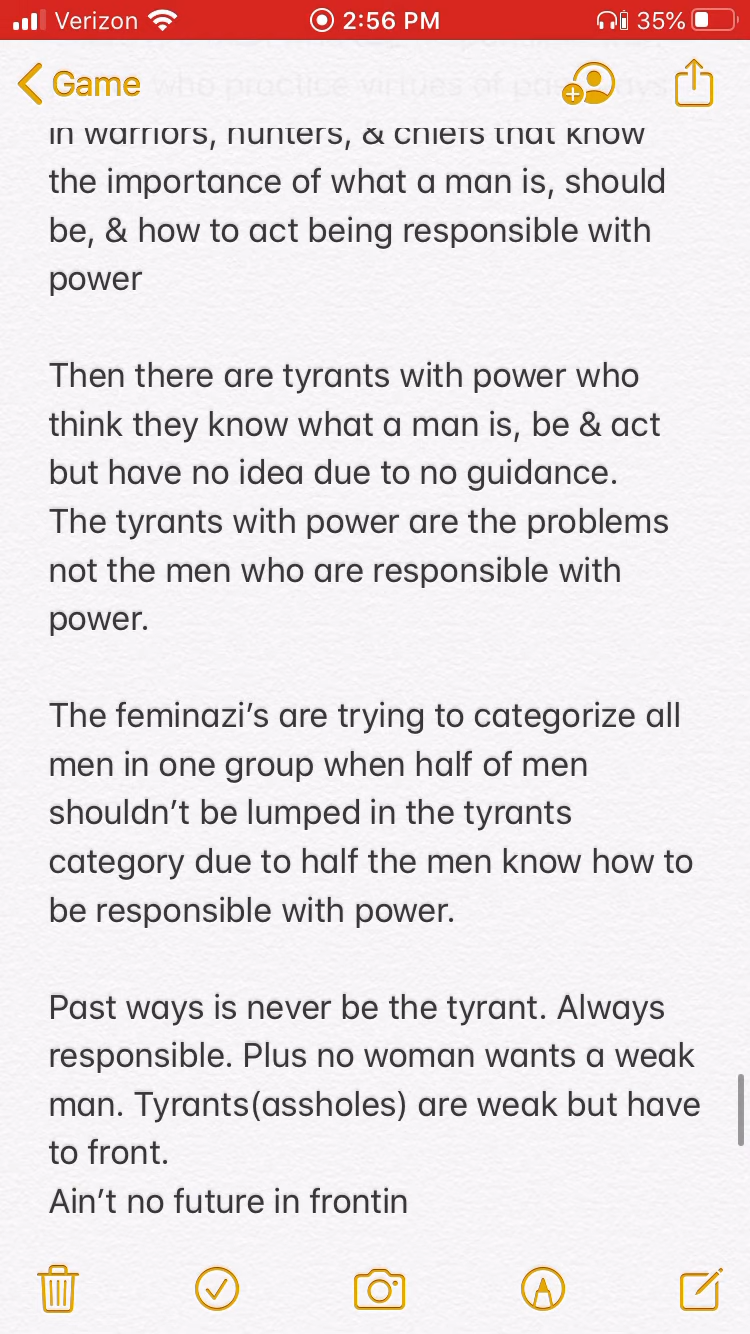 Verizon 2:56 PM 35%
Game who practice virtues of
in warriors, hunters, & chiefs that know
the importance of what a man is, should
be, & how to act being responsible with
power
Then there are tyrants with power who
think they know what a man is, be & act
but have no idea due to no guidance.
The tyrants with power are the problems
not the men who are responsible with
power.
The feminazi’s are trying to categorize all
men in one group when half of men
shouldn’t be lumped in the tyrants
category due to half the men know how to
be responsible with power.
Past ways is never be the tyrant. Always
responsible. Plus no woman wants a weak
man. Tyrants(assholes) are weak but have
to front.
Ain’t no future in frontin